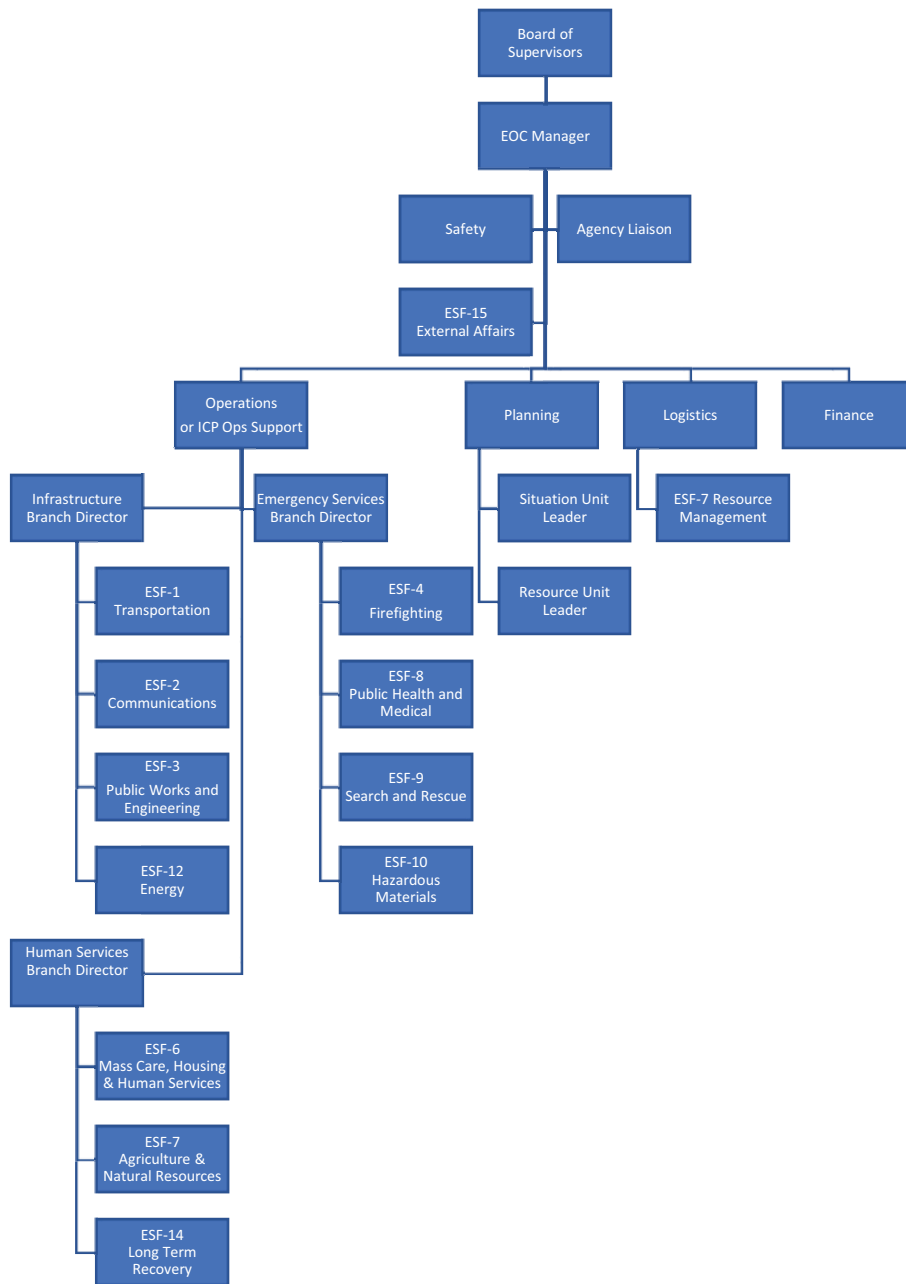 Board of
Supervisors
EOC Manager
Safety
Agency Liaison
ESF-15
External Affairs
Operations
or ICP Ops Support
Planning
Logistics
Finance
Infrastructure
Branch Director
Emergency Services
Branch Director
Situation Unit
Leader
ESF-7 Resource
Management
ESF-1
Transportation
ESF-4
Firefighting
Resource Unit
Leader
ESF-2
Communications
ESF-8
Public Health and
Medical
ESF-3
Public Works and
Engineering
ESF-9
Search and Rescue
ESF-12
Energy
ESF-10
Hazardous
Materials
Human Services
Branch Director
ESF-6
Mass Care, Housing
& Human Services
ESF-7
Agriculture &
Natural Resources
ESF-14
Long Term
Recovery